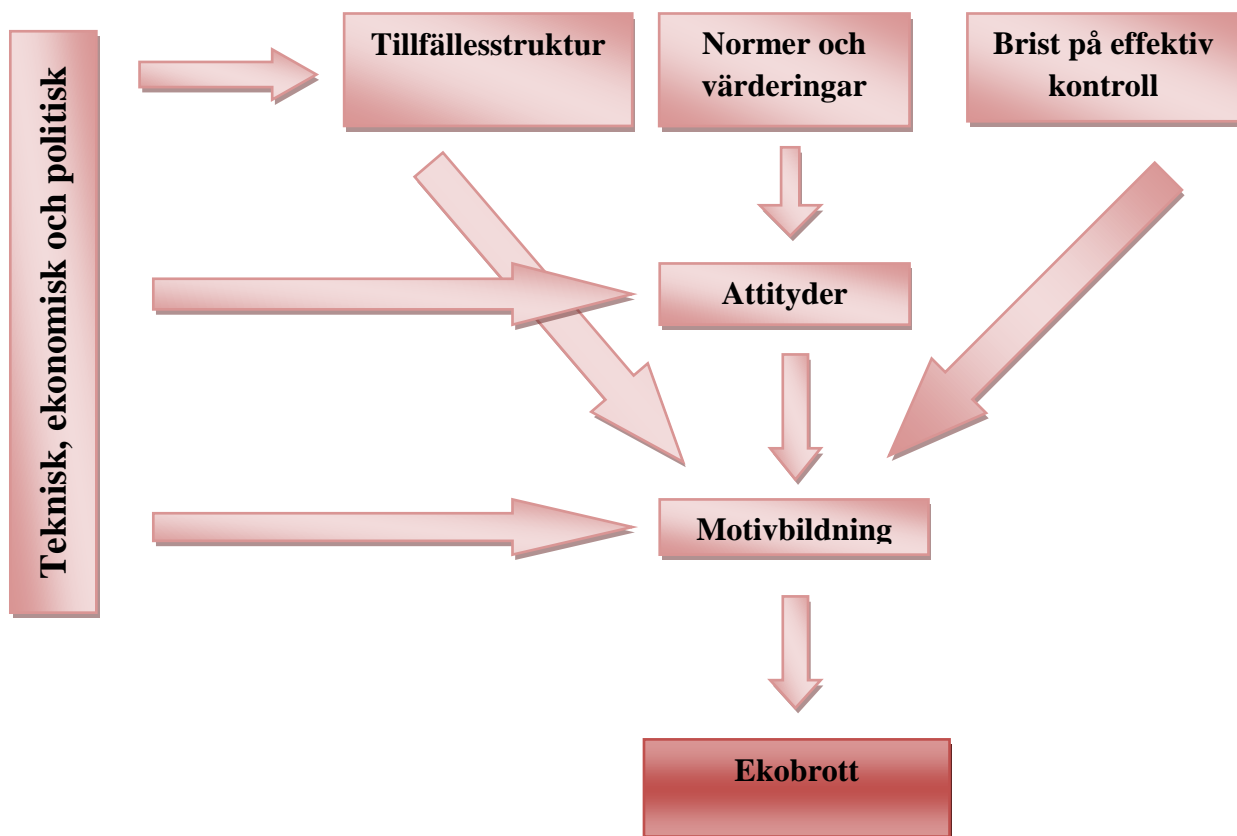 Teknisk, ekonomisk och politisk
Tillfällesstruktur
Normer och
värderingar
Brist på effektiv
kontroll
Attityder
Motivbildning
Ekobrott